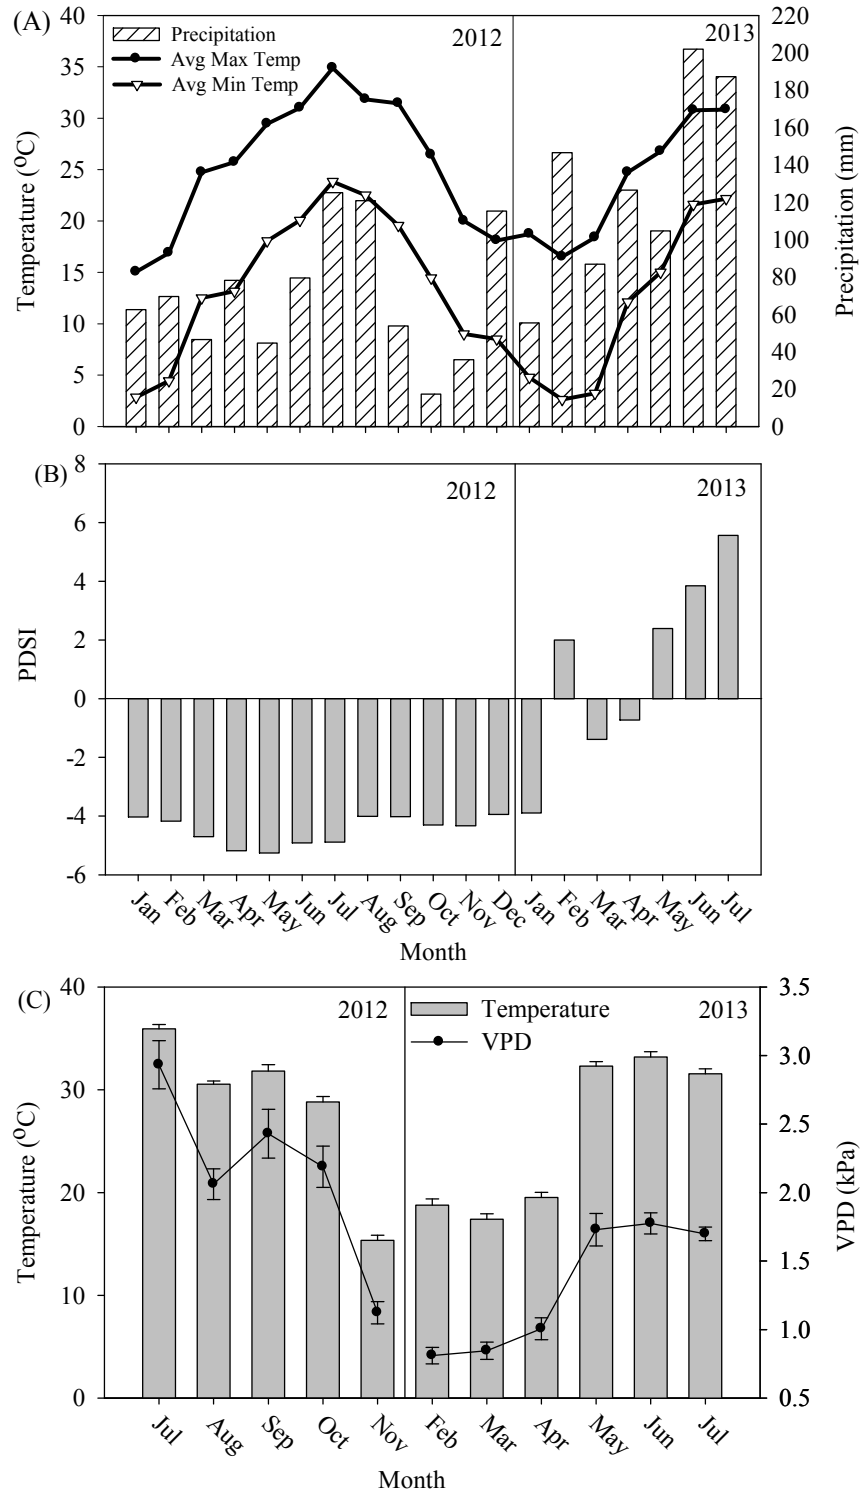 (A)
40
35
30
25
20
15
10
5
0
Temperature (ºC)
Precipitation
Avg Max Temp
Avg Min Temp
2012
2013
220
200
180
160
140
120
100
80
60
40
20
0
Precipitation (mm)
(B)
8
6
4
2
0
-2
-4
-6
PDSI
2012
2013
Jan
Feb
Mar
Apr
May
Jun
Jul
Aug
Sep
Oct
Nov
Dec
Jan
Feb
Mar
Apr
May
Jun
Jul
Month
(C)
40
30
20
10
0
Temperature (ºC)
2012
2013
Temperature
VPD
3.5
3.0
2.5
2.0
1.5
1.0
0.5
VPD (kPa)
Jul
Aug
Sep
Oct
Nov
Feb
Mar
Apr
May
Jun
Jul
Month